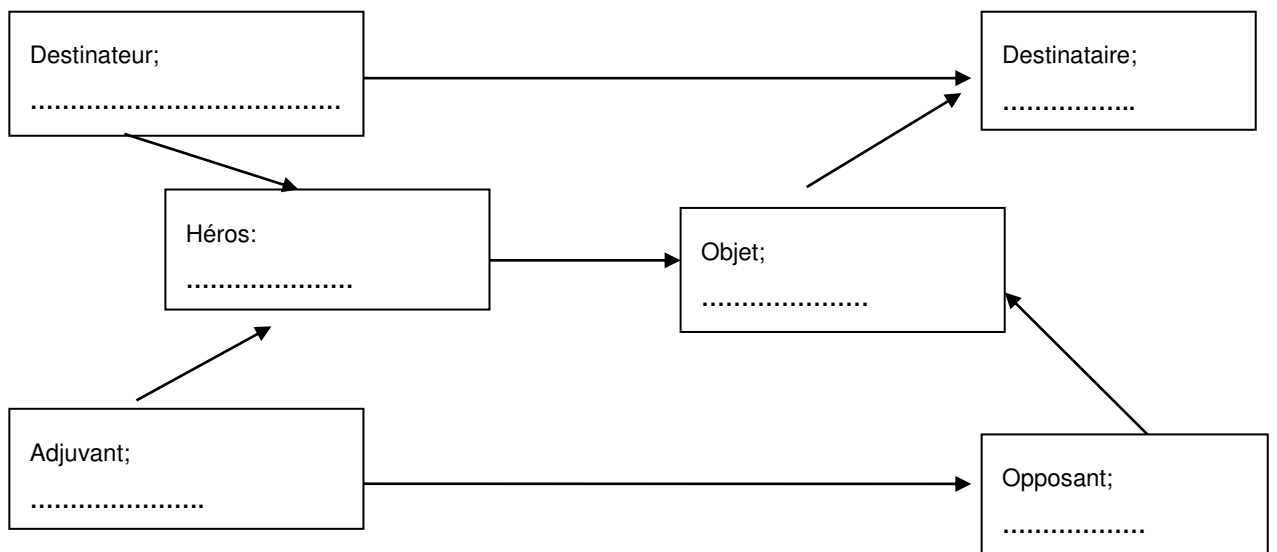 Destinateur;
…………………………………
Destinataire;
……………..
Héros:
…………………
Objet;
…………………
Adjuvant;
………………….
Opposant;
………………